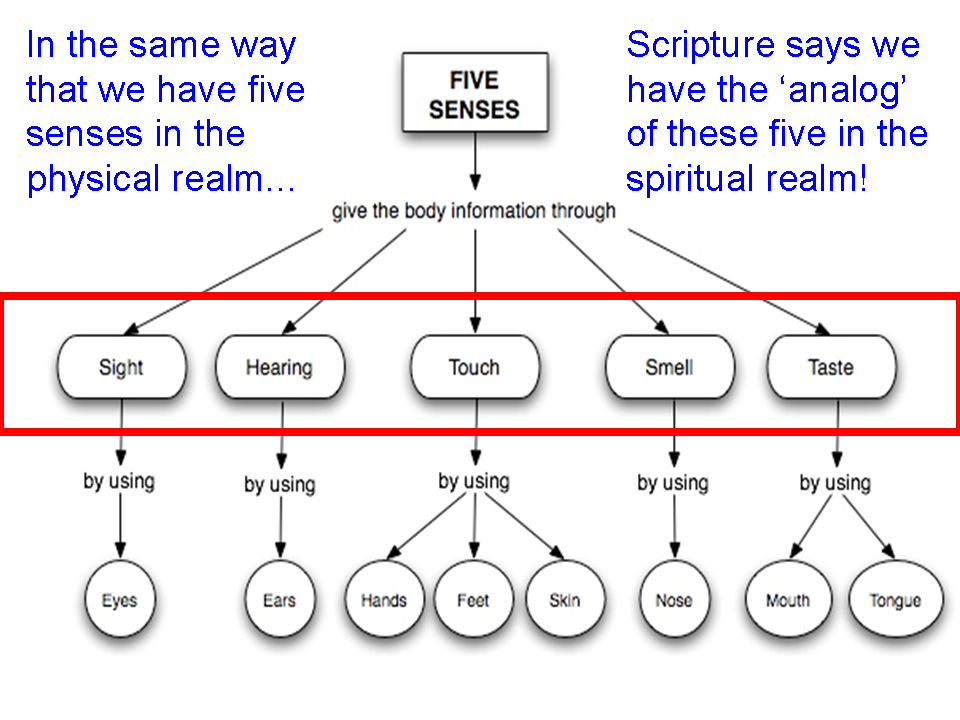 In the same way
that we have five
senses in the
physical realm...
Scripture says we
have the ‘analog’
of these five in the
spiritual realm!
FIVE
SENSES
give the body information through
Sight
Hearing
Touch
Smell
Taste
by using
by using
by using
by using
by using
Eyes
Ears
Hands
Feet
Skin
Nose
Mouth
Tongue